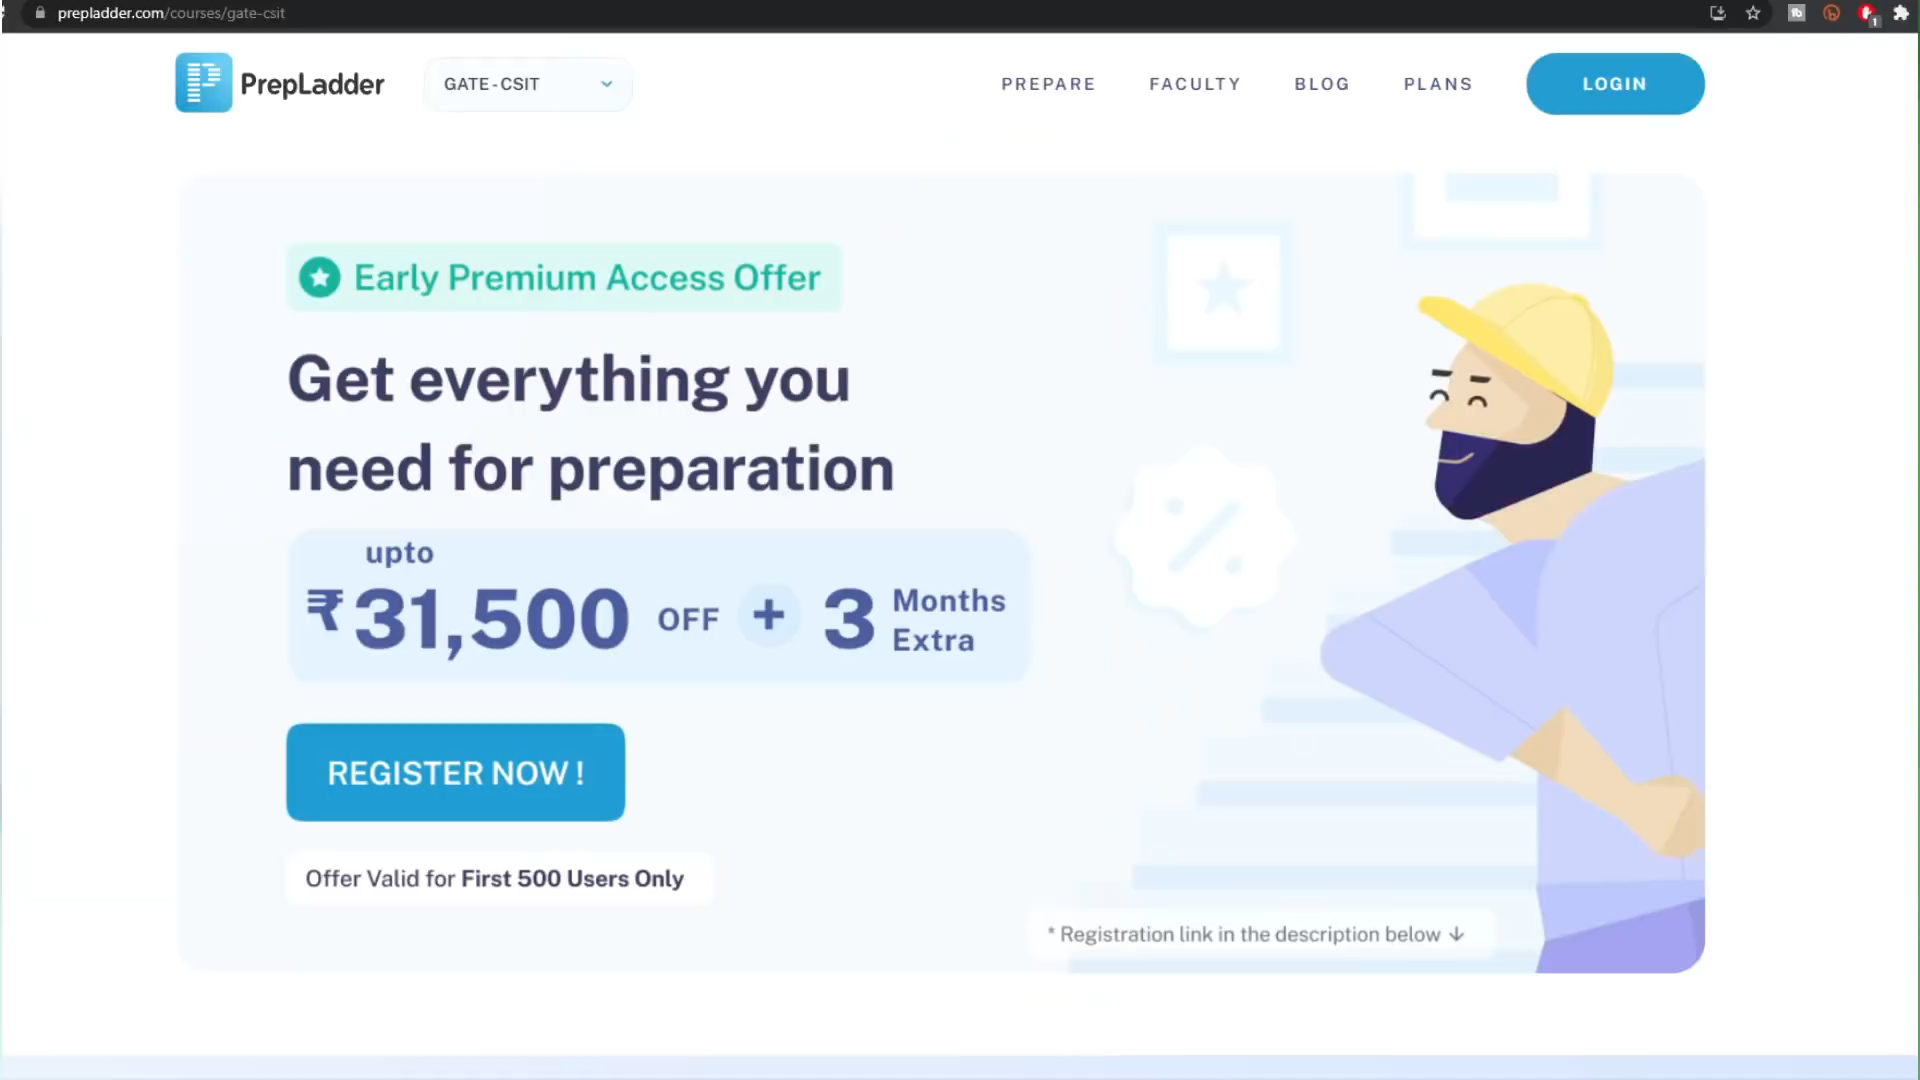 prepladder.com/courses/gate-csit
1
PrepLadder
GATE - CSIT
PREPARE
FACULTY
BLOG
PLANS
LOGIN
Early Premium Access Offer
Get everything you
need for preparation
upto
₹31,500 OFF + 3 Months
Extra
REGISTER NOW !
Offer Valid for First 500 Users Only
* Registration link in the description below ↓